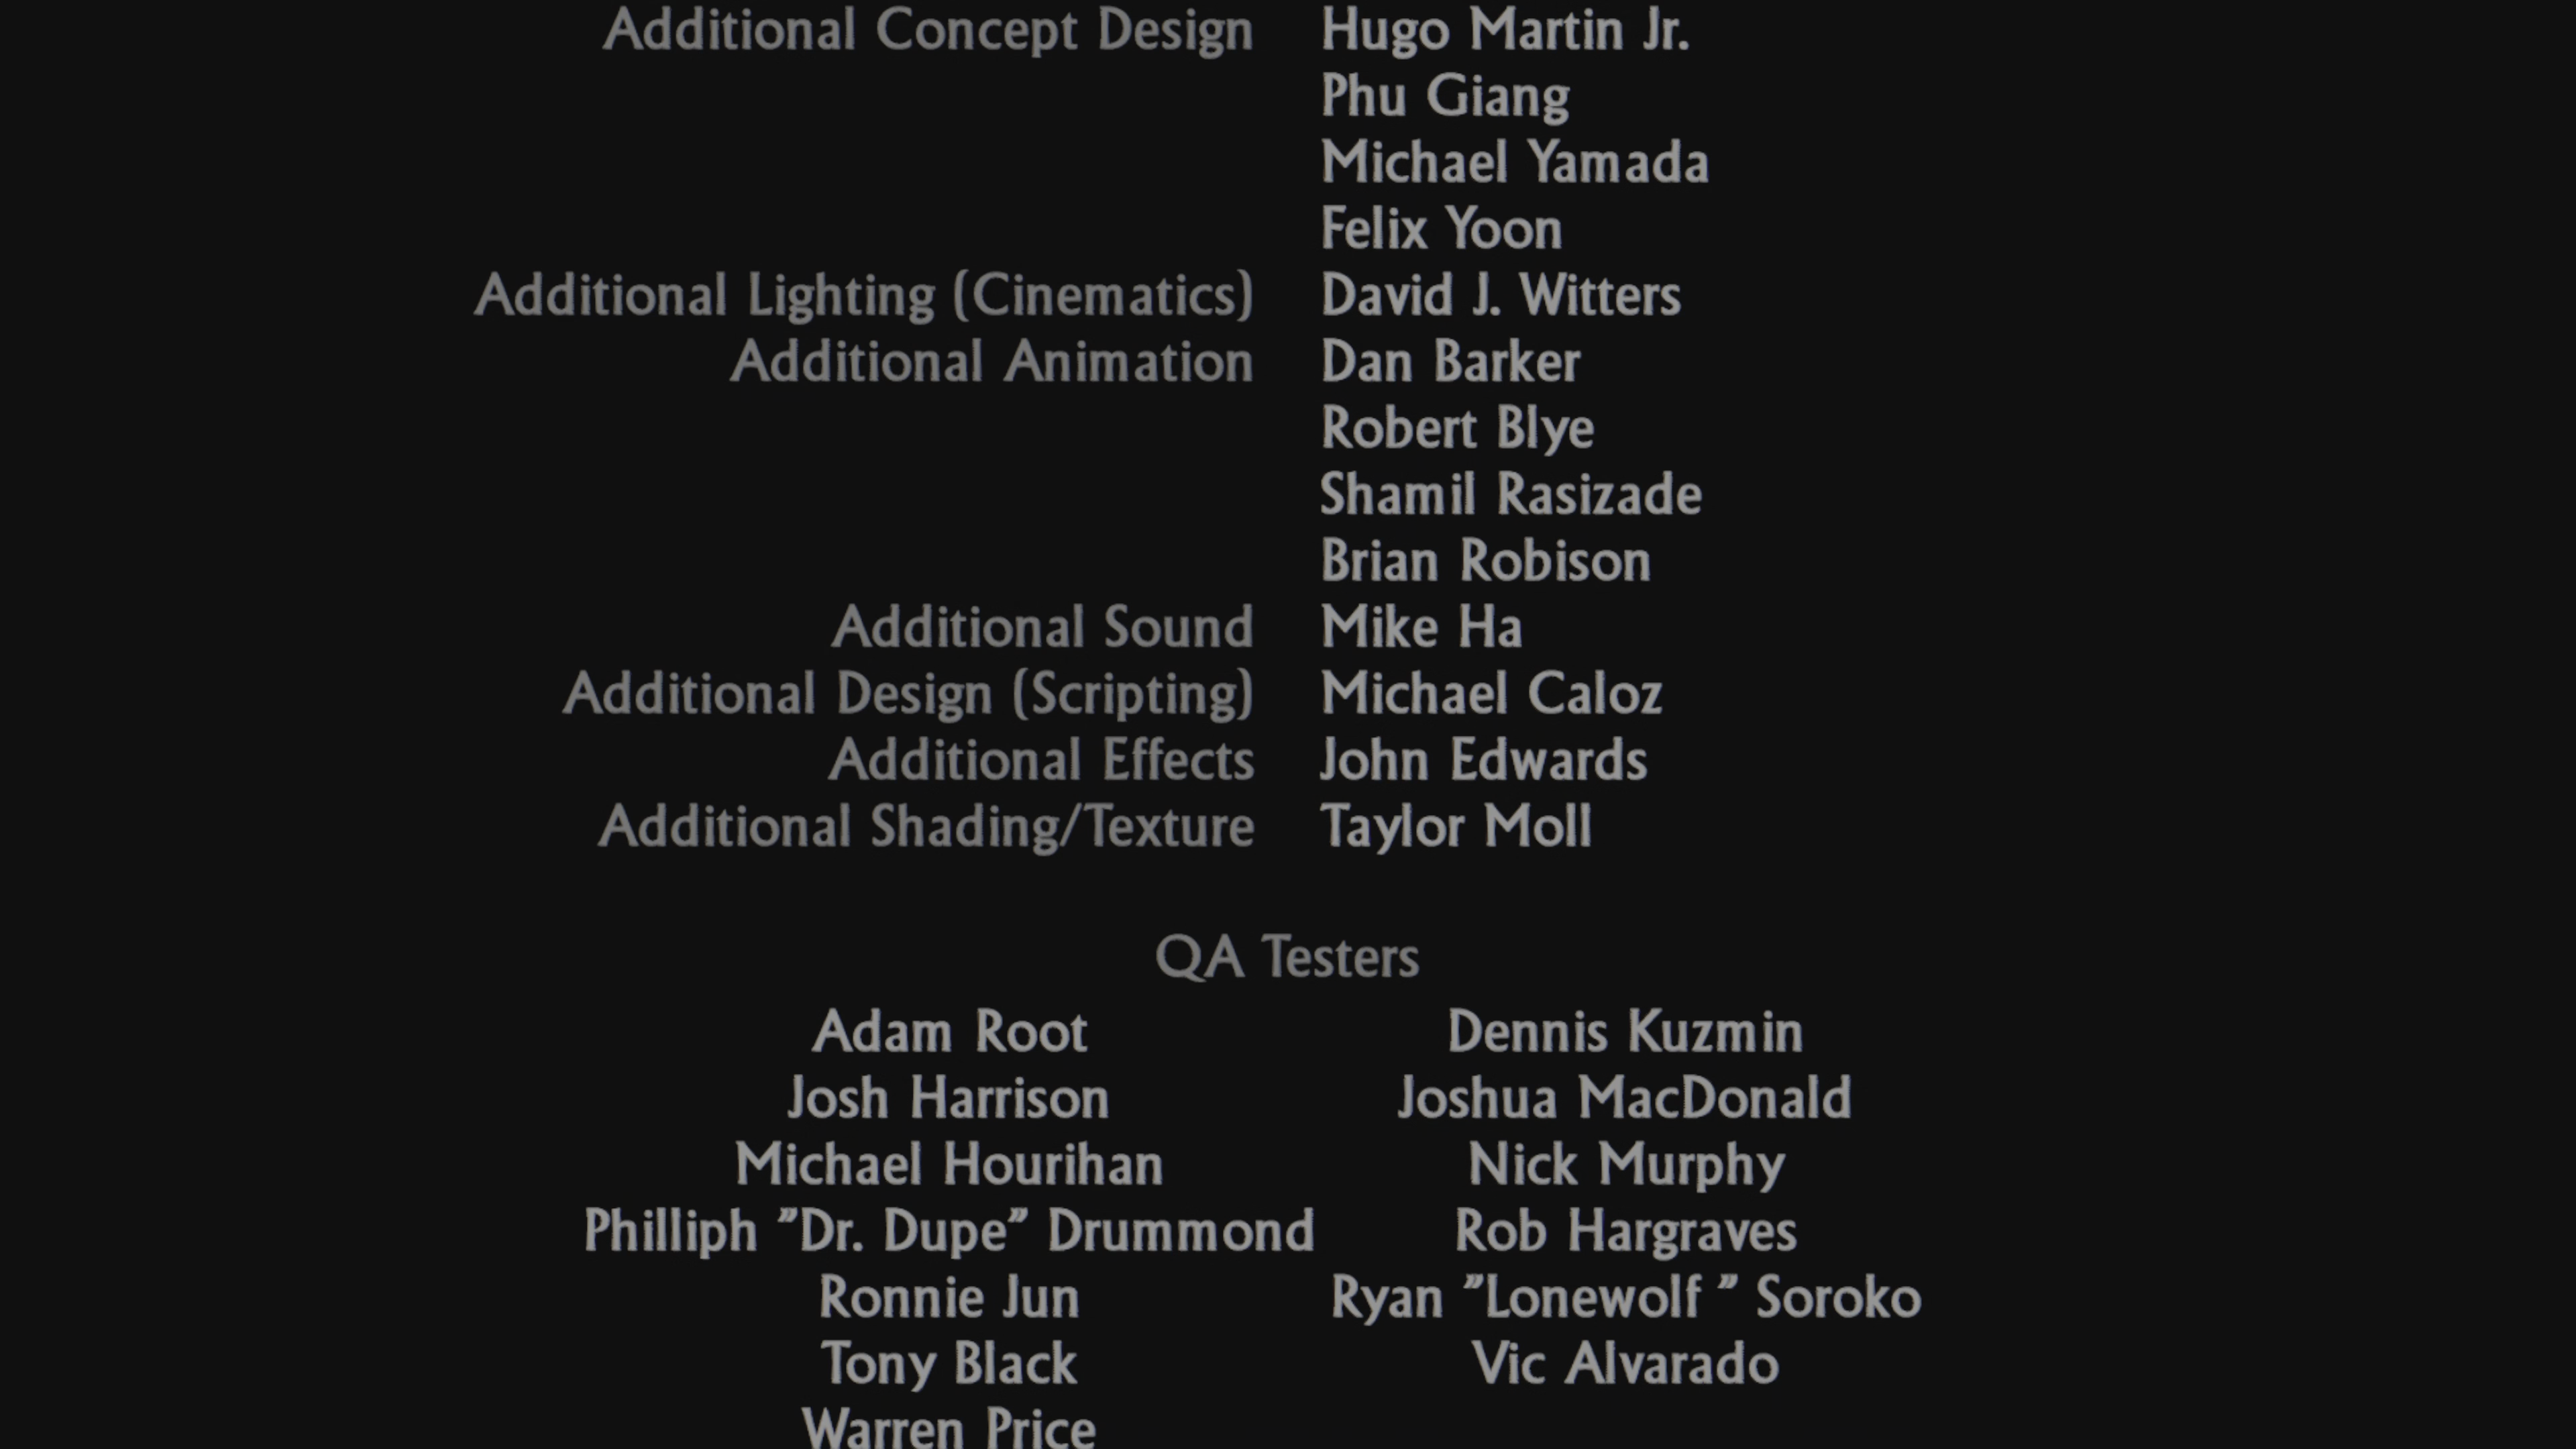 Additional Concept Design Hugo Martin Jr.
Phu Giang
Michael Yamada
Felix Yoon
Additional Lighting (Cinematics) David J. Witters
Additional Animation Dan Barker
Robert Blye
Shamil Rasizade
Brian Robison
Additional Sound Mike Ha
Additional Design (Scripting) Michael Caloz
Additional Effects John Edwards
Additional Shading/Texture Taylor Moll
QA Testers
Adam Root Dennis Kuzmin
Josh Harrison Joshua MacDonald
Michael Hourihan Nick Murphy
Philliph "Dr. Dupe" Drummond Rob Hargraves
Ronnie Jun Ryan "Lonewolf " Soroko
Tony Black Vic Alvarado
Warren Price